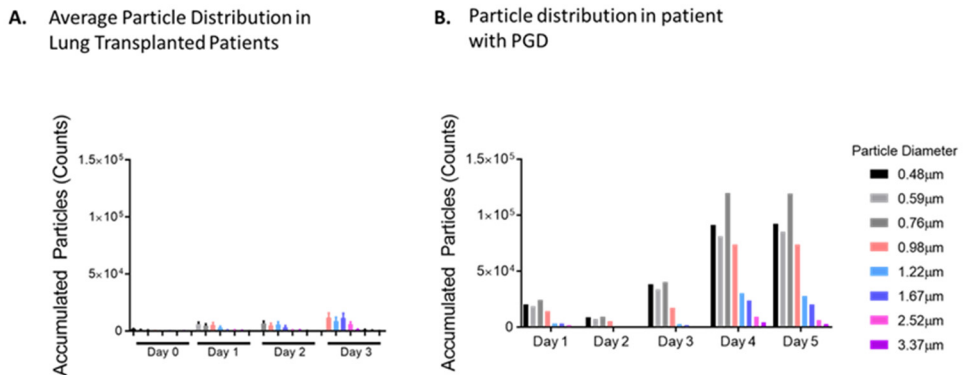 A. Average Particle Distribution in
Lung Transplanted Patients
Accumulated Particles (Counts)
1.5×10⁵
1×10⁵
5×10⁴
0
Day 0 Day 1 Day 2 Day 3
B. Particle distribution in patient
with PGD
Accumulated Particles (Counts)
1.5×10⁵
1×10⁵
5×10⁴
0
Day 1 Day 2 Day 3 Day 4 Day 5
Particle Diameter
0.48μm
0.59μm
0.76μm
0.98μm
1.22μm
1.67μm
2.52μm
3.37μm